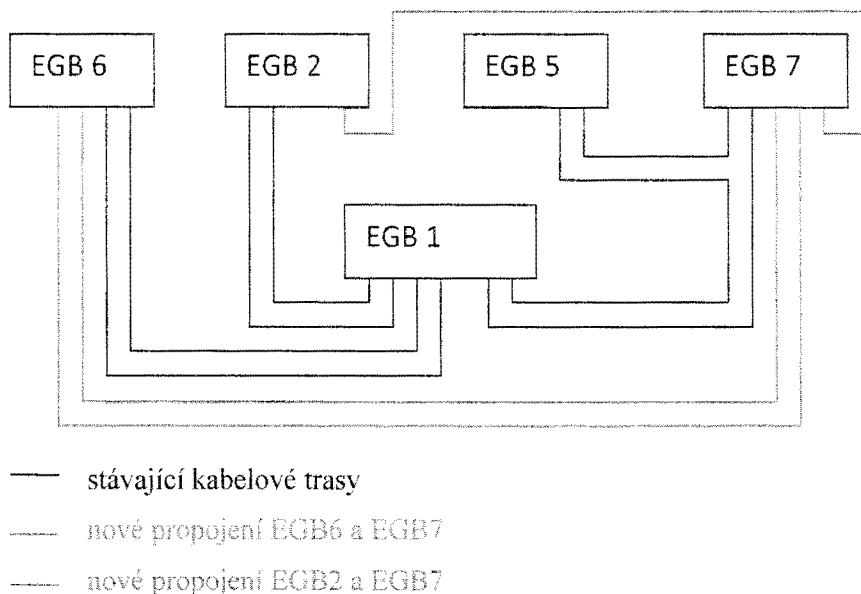 EGB 6
EGB 2
EGB 5
EGB 7
EGB 1
stávající kabelové trasy
nové propojení EGB6 a EGB7
nové propojení EGB2 a EGB7